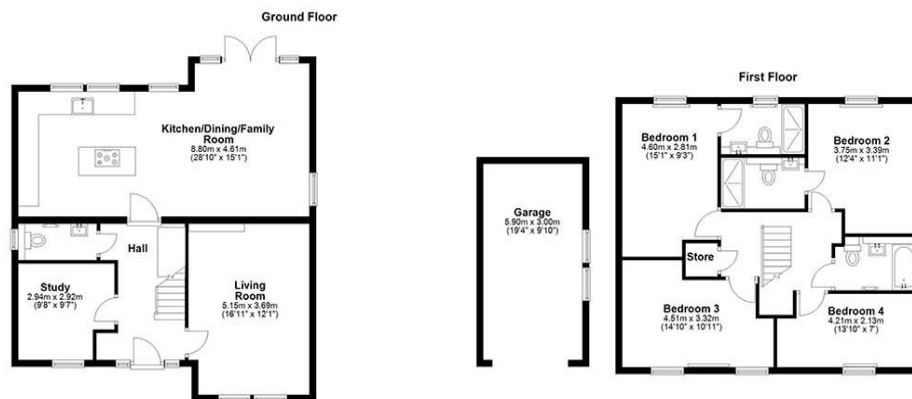 Ground Floor
Kitchen/Dining/Family
Room
8.80m x 4.61m
(28'10" x 15'1")
Hall
Study
2.94m x 2.92m
(9'8" x 9'7")
Living
Room
5.15m x 3.69m
(16'11" x 12'1")
Garage
5.90m x 3.00m
(19'4" x 9'10")
First Floor
Bedroom 1
4.60m x 2.81m
(15'1" x 9'3")
Bedroom 2
3.75m x 3.39m
(12'4" x 11'1")
Store
Bedroom 3
4.51m x 3.32m
(14'10" x 10'11")
Bedroom 4
4.21m x 2.13m
(13'10" x 7')